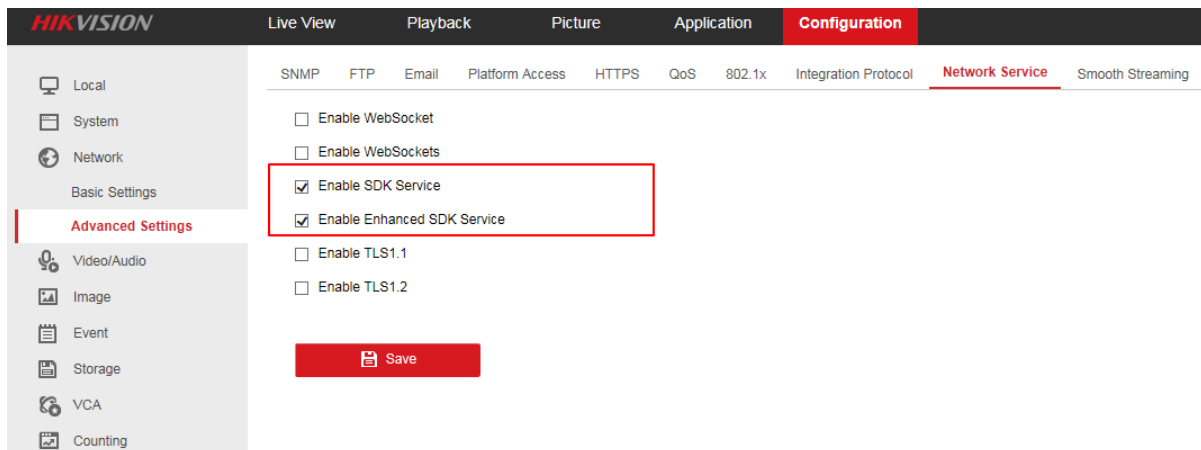 HIKVISION Live View Playback Picture Application Configuration
SNMP FTP Email Platform Access HTTPS QoS 802.1x Integration Protocol Network Service Smooth Streaming
Local
System
Network
Basic Settings
Advanced Settings
Video/Audio
Image
Event
Storage
VCA
Counting
Enable WebSocket
Enable WebSockets
Enable SDK Service
Enable Enhanced SDK Service
Enable TLS1.1
Enable TLS1.2
Save